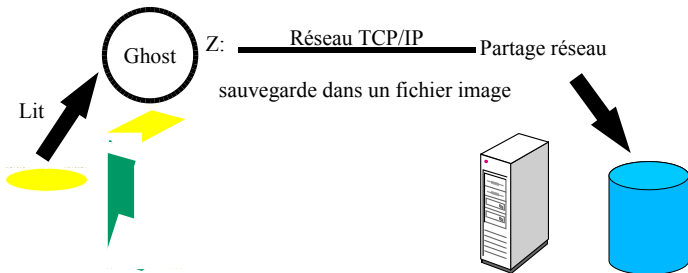 Ghost
Z:
Réseau TCP/IP
Partage réseau
Lit
sauvegarde dans un fichier image